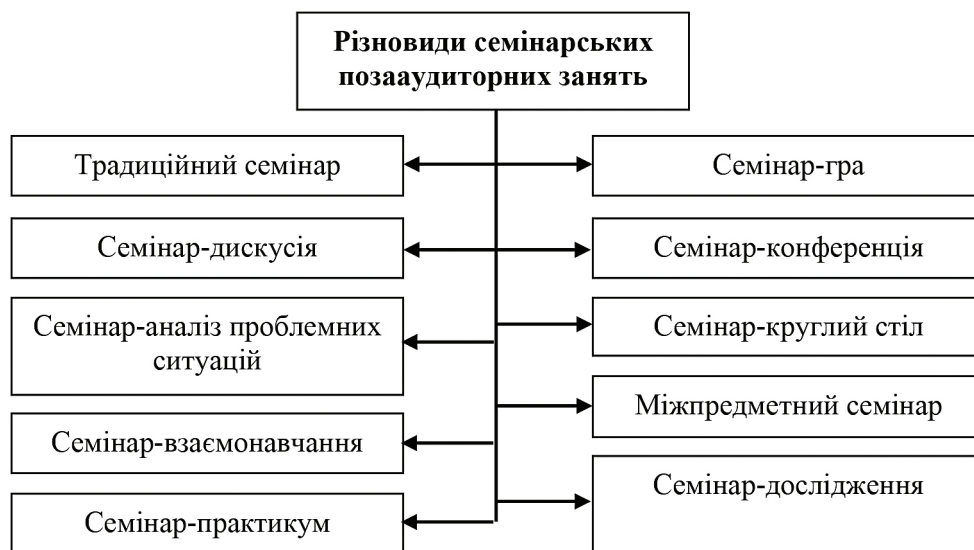 Різновиди семінарських
позааудиторних занять
Традиційний семінар
Семінар-гра
Семінар-дискусія
Семінар-конференція
Семінар-аналіз проблемних
ситуацій
Семінар-круглий стіл
Міжпредметний семінар
Семінар-взаємонавчання
Семінар-дослідження
Семінар-практикум